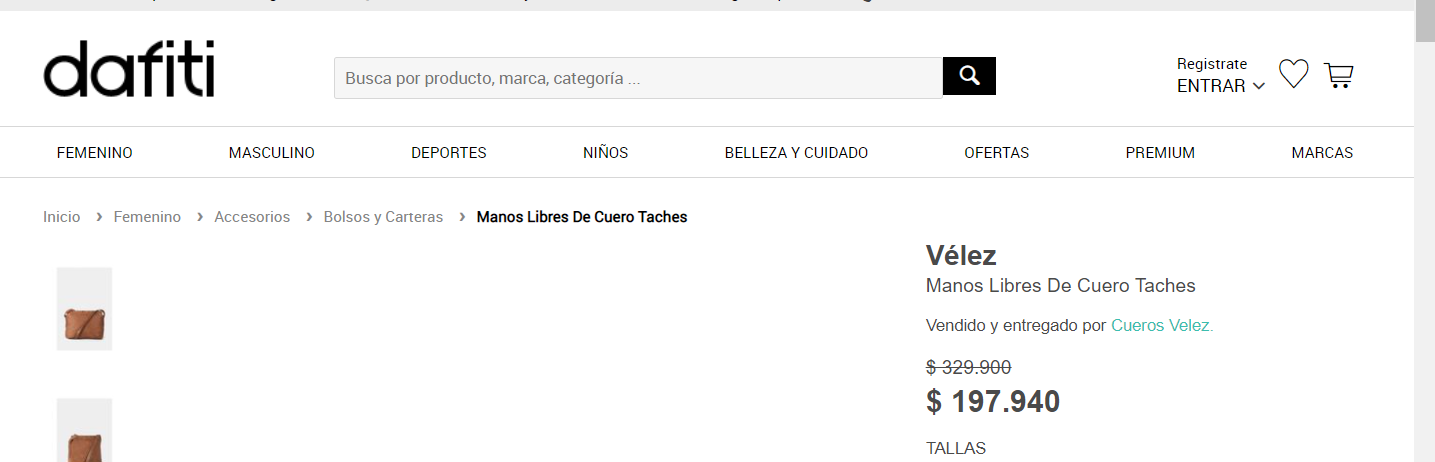 dafiti
Busca por producto, marca, categoría ...
Registrate
ENTRAR
FEMENINO MASCULINO DEPORTES NIÑOS BELLEZA Y CUIDADO OFERTAS PREMIUM MARCAS
Inicio › Femenino › Accesorios › Bolsos y Carteras › Manos Libres De Cuero Taches
Vélez
Manos Libres De Cuero Taches
Vendido y entregado por Cueros Velez.
$ 329.900
$ 197.940
TALLAS